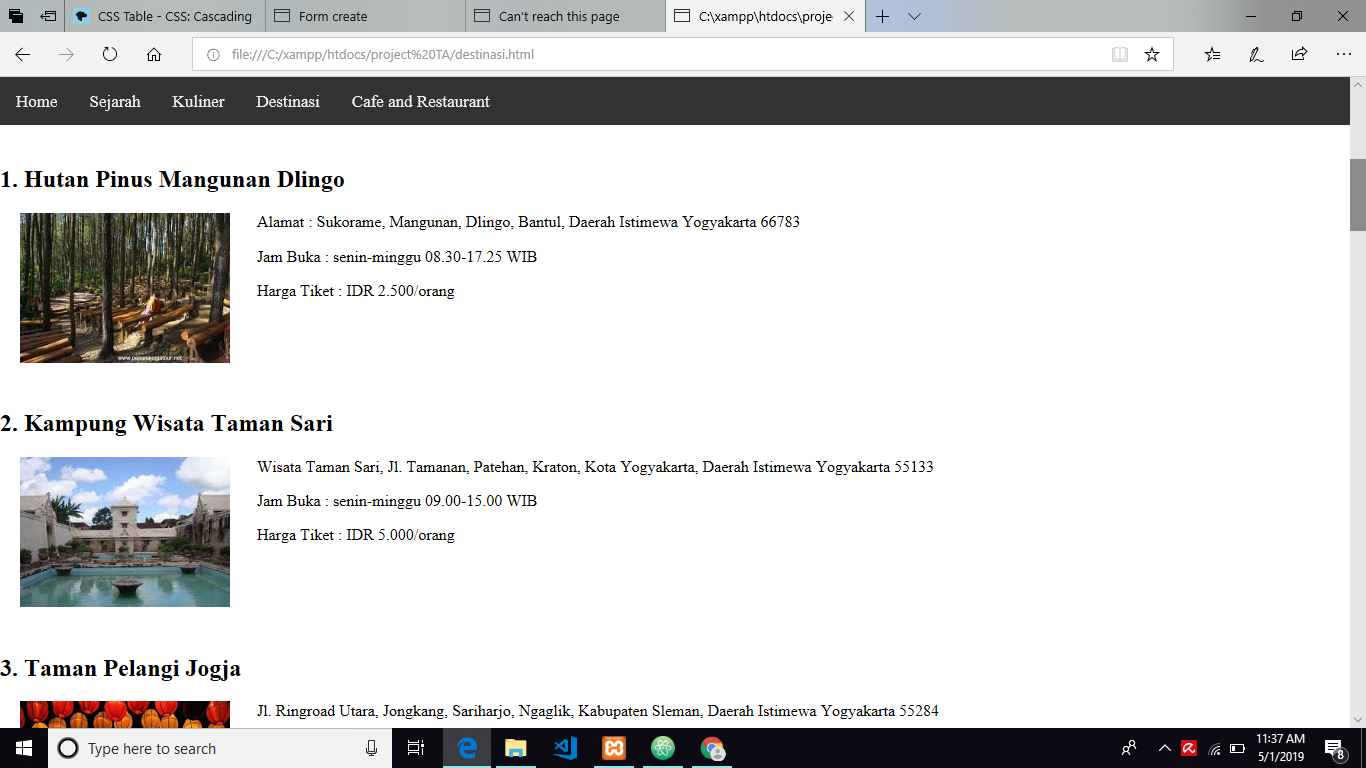 CSS Table - CSS: Cascading
Form create
Can't reach this page
C:\xampp\htdocs\proje
file:///C:/xampp/htdocs/project%20TA/destinasi.html
Home
Sejarah
Kuliner
Destinasi
Cafe and Restaurant
1. Hutan Pinus Mangunan Dlingo
Alamat : Sukorame, Mangunan, Dlingo, Bantul, Daerah Istimewa Yogyakarta 66783
Jam Buka : senin-minggu 08.30-17.25 WIB
Harga Tiket : IDR 2.500/orang
2. Kampung Wisata Taman Sari
Wisata Taman Sari, Jl. Tamanan, Patehan, Kraton, Kota Yogyakarta, Daerah Istimewa Yogyakarta 55133
Jam Buka : senin-minggu 09.00-15.00 WIB
Harga Tiket : IDR 5.000/orang
3. Taman Pelangi Jogja
Jl. Ringroad Utara, Jongkang, Sariharjo, Ngaglik, Kabupaten Sleman, Daerah Istimewa Yogyakarta 55284
Type here to search
11:37 AM
5/1/2019
8